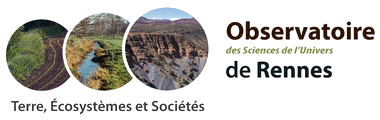 Observatoire
des Sciences de l'Univers
de Rennes
Terre, Écosystèmes et Sociétés